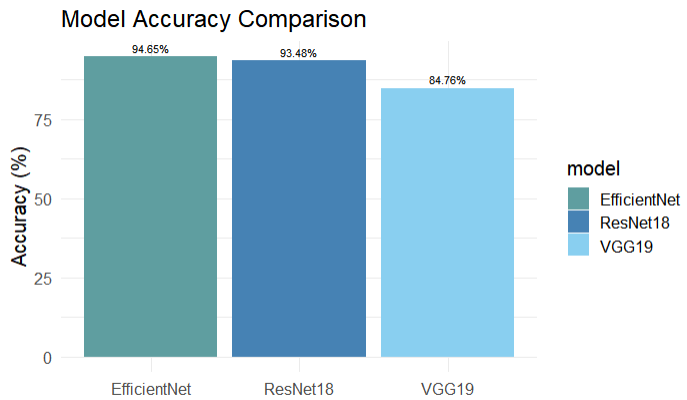 Model Accuracy Comparison
94.65%
93.48%
84.76%
Accuracy (%)
75
50
25
0
EfficientNet
ResNet18
VGG19
model
EfficientNet
ResNet18
VGG19